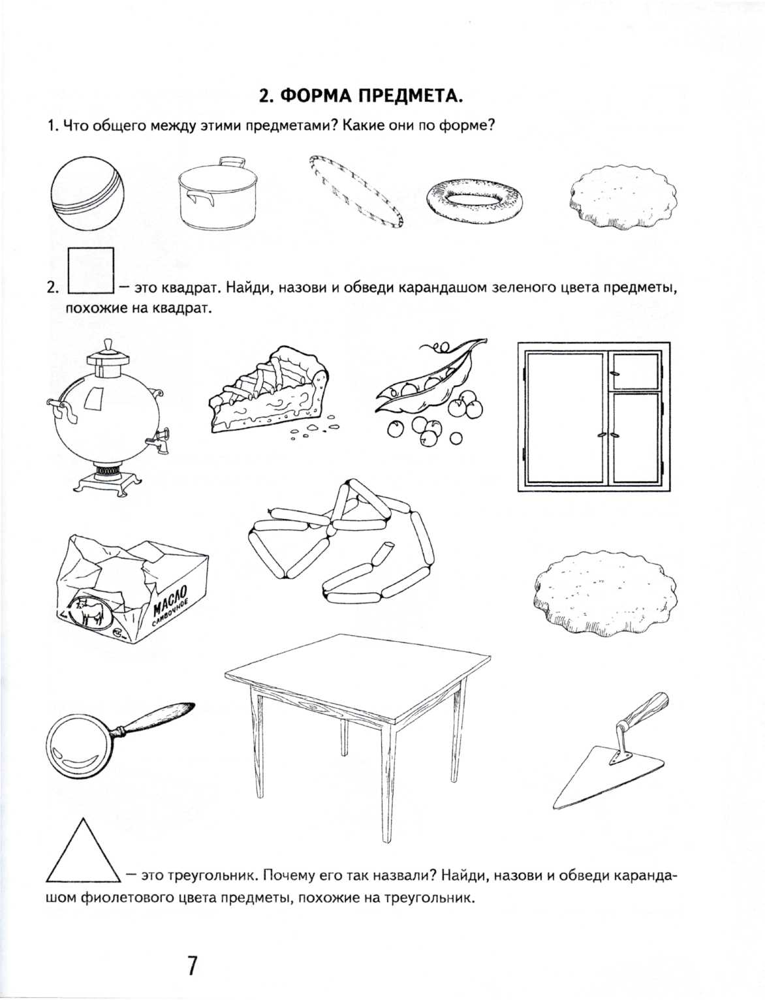 2. ФОРМА ПРЕДМЕТА.
1. Что общего между этими предметами? Какие они по форме?
2. — это квадрат. Найди, назови и обведи карандашом зеленого цвета предметы,
похожие на квадрат.
МАСЛО
СЛИВОЧНОЕ
— это треугольник. Почему его так назвали? Найди, назови и обведи каранда-
шом фиолетового цвета предметы, похожие на треугольник.
7